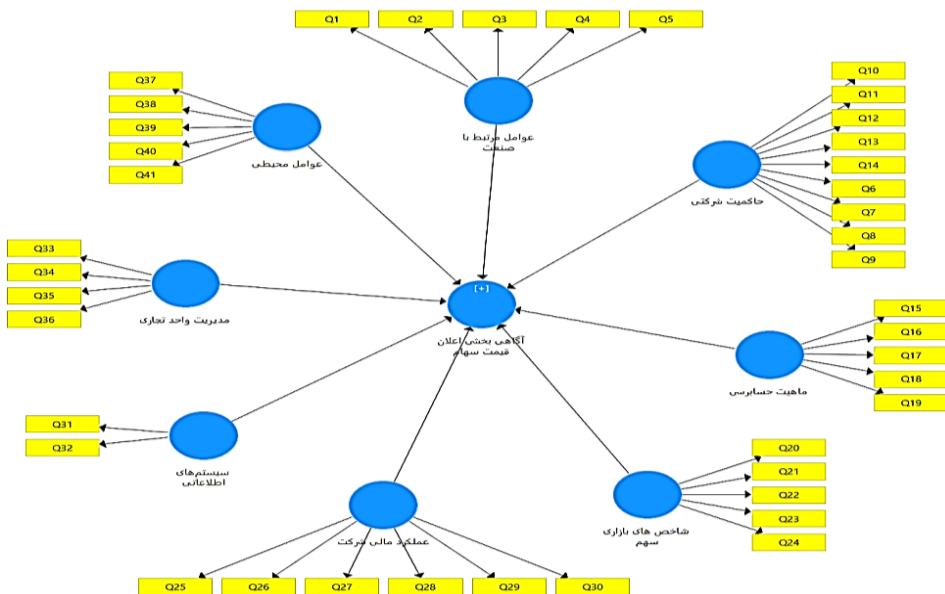 Q1
Q2
Q3
Q4
Q5
عوامل مرتبط با
صنعت
Q37
Q38
Q39
Q40
Q41
عوامل محیطی
Q10
Q11
Q12
Q13
Q14
Q6
Q7
Q8
Q9
حاکمیت شرکتی
Q33
Q34
Q35
Q36
مدیریت واحد تجاری
[+]
آگاهی بخشی اعلان
قیمت سهام
Q15
Q16
Q17
Q18
Q19
ماهیت حسابرسی
Q31
Q32
سیستم‌های
اطلاعاتی
Q20
Q21
Q22
Q23
Q24
شاخص های بازاری
سهم
عملکرد مالی شرکت
Q25
Q26
Q27
Q28
Q29
Q30